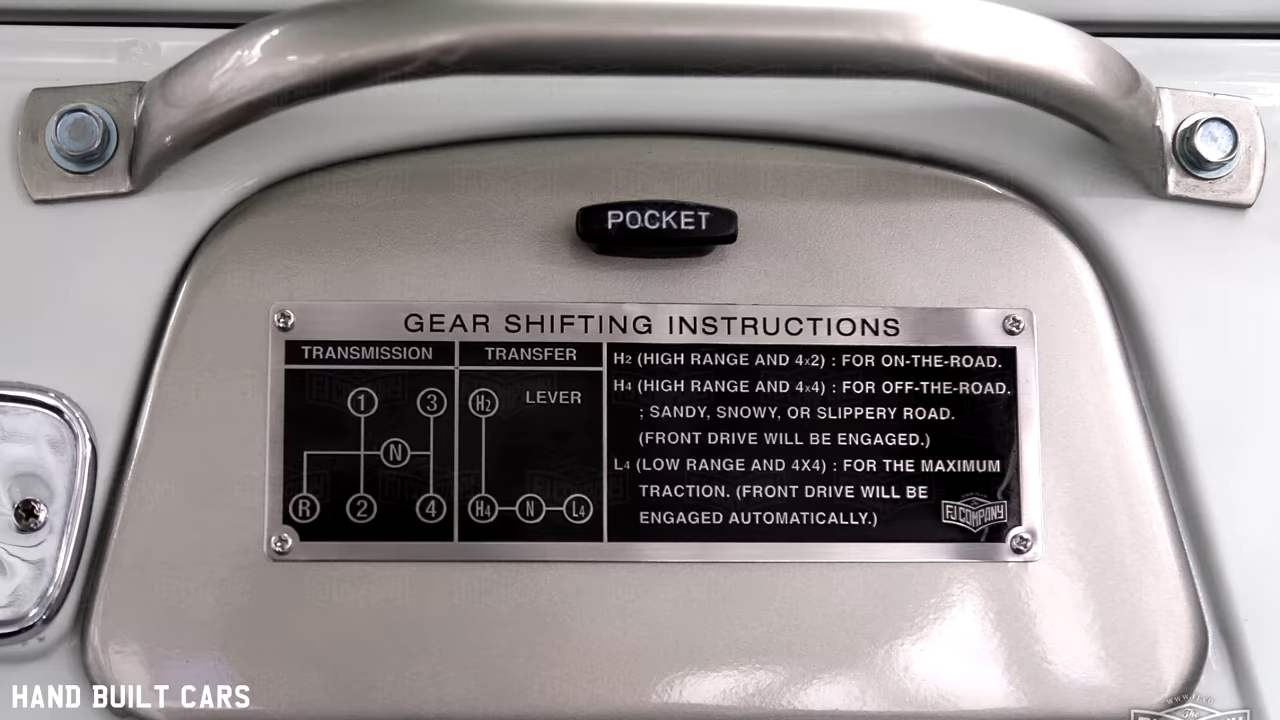 POCKET
GEAR SHIFTING INSTRUCTIONS
TRANSMISSION
1 3
N
R 2 4
TRANSFER
H2 LEVER
H4 N L4
H2 (HIGH RANGE AND 4x2) : FOR ON-THE-ROAD.
H4 (HIGH RANGE AND 4x4) : FOR OFF-THE-ROAD.
; SANDY, SNOWY, OR SLIPPERY ROAD.
(FRONT DRIVE WILL BE ENGAGED.)
L4 (LOW RANGE AND 4X4) : FOR THE MAXIMUM
TRACTION. (FRONT DRIVE WILL BE
ENGAGED AUTOMATICALLY.)
FJ COMPANY
HAND BUILT CARS
The